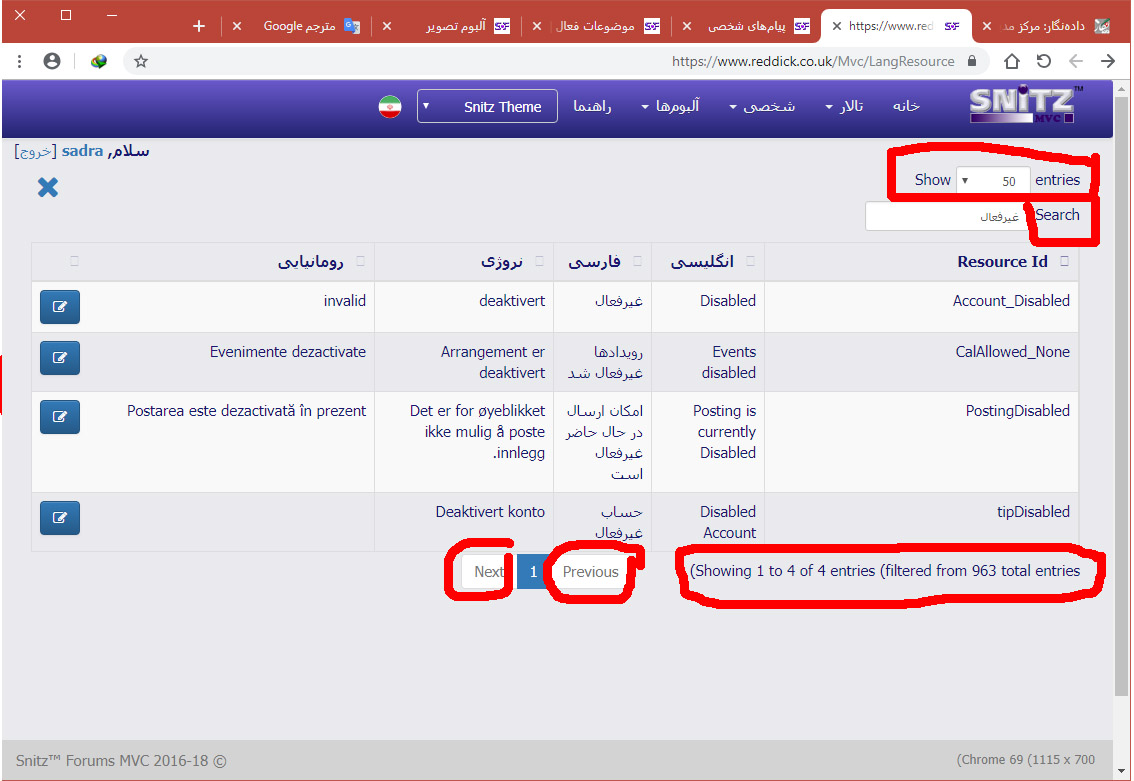 داده‌نگار: مرکز مد
https://www.red
پیام‌های شخصی
موضوعات فعال
آلبوم تصویر
مترجم Google
https://www.reddick.co.uk/Mvc/LangResource
SNITZ™ MVC
خانه
تالار
شخصی
آلبوم‌ها
راهنما
Snitz Theme
سلام, sadra [خروج]
Show 50 entries
Search غیرفعال
Resource Id انگلیسی فارسی نروژی رومانیایی
Account_Disabled
Disabled
غیرفعال
deaktivert
invalid
CalAllowed_None
Events
disabled
رویدادها
غیرفعال شد
Arrangement er
deaktivert
Evenimente dezactivate
PostingDisabled
Posting is
currently
Disabled
امکان ارسال
در حال حاضر
غیرفعال
است
Det er for øyeblikket
ikke mulig å poste
.innlegg
Postarea este dezactivată în prezent
tipDisabled
Disabled
Account
حساب
غیرفعال
Deaktivert konto
(Showing 1 to 4 of 4 entries (filtered from 963 total entries
Previous 1 Next
(Chrome 69 (1115 x 700
Snitz™ Forums MVC 2016-18 ©